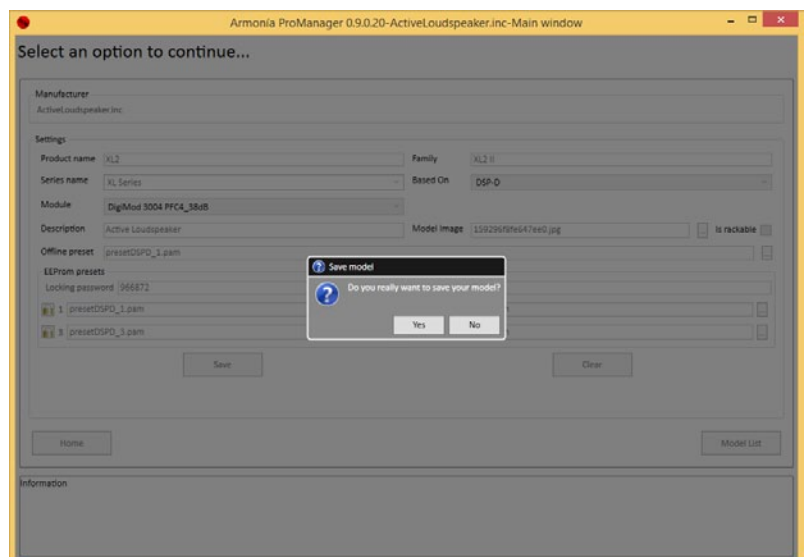 Armonía ProManager 0.9.0.20-ActiveLoudspeaker.inc-Main window
Select an option to continue...
Manufacturer
ActiveLoudspeaker.inc
Settings
Product name XL2 Family XL2 II
Series name XL Series Based On DSP-D
Module DigiMod 3004 PFC4_38dB
Description Active Loudspeaker Model Image ... Is rackable
Offline preset presetDSPD_1.pam ...
EEProm presets
Locking password 966872
1 presetDSPD_1.pam ...
3 presetDSPD_3.pam ...
Save model
Do you really want to save your model?
Yes No
Save Clear
Home Model List
Information